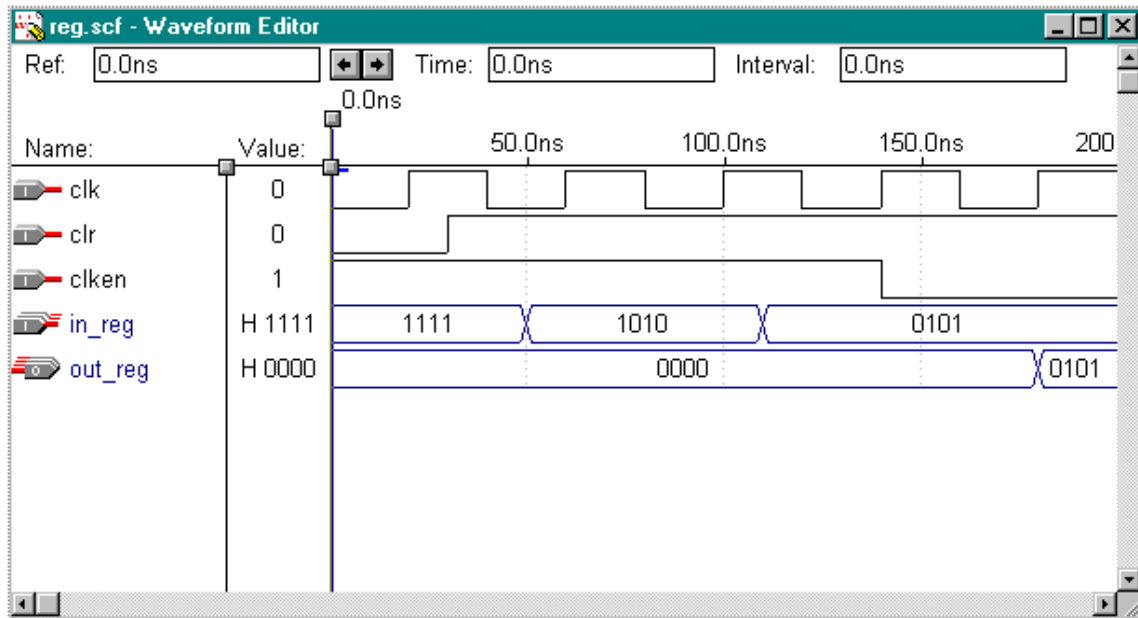 reg.scf - Waveform Editor
Ref: 0.0ns Time: 0.0ns Interval: 0.0ns
0.0ns
Name: Value: 50.0ns 100.0ns 150.0ns 200
I clk 0
I clr 0
I clken 1
I in_reg H 1111 1111 1010 0101
O out_reg H 0000 0000 0101